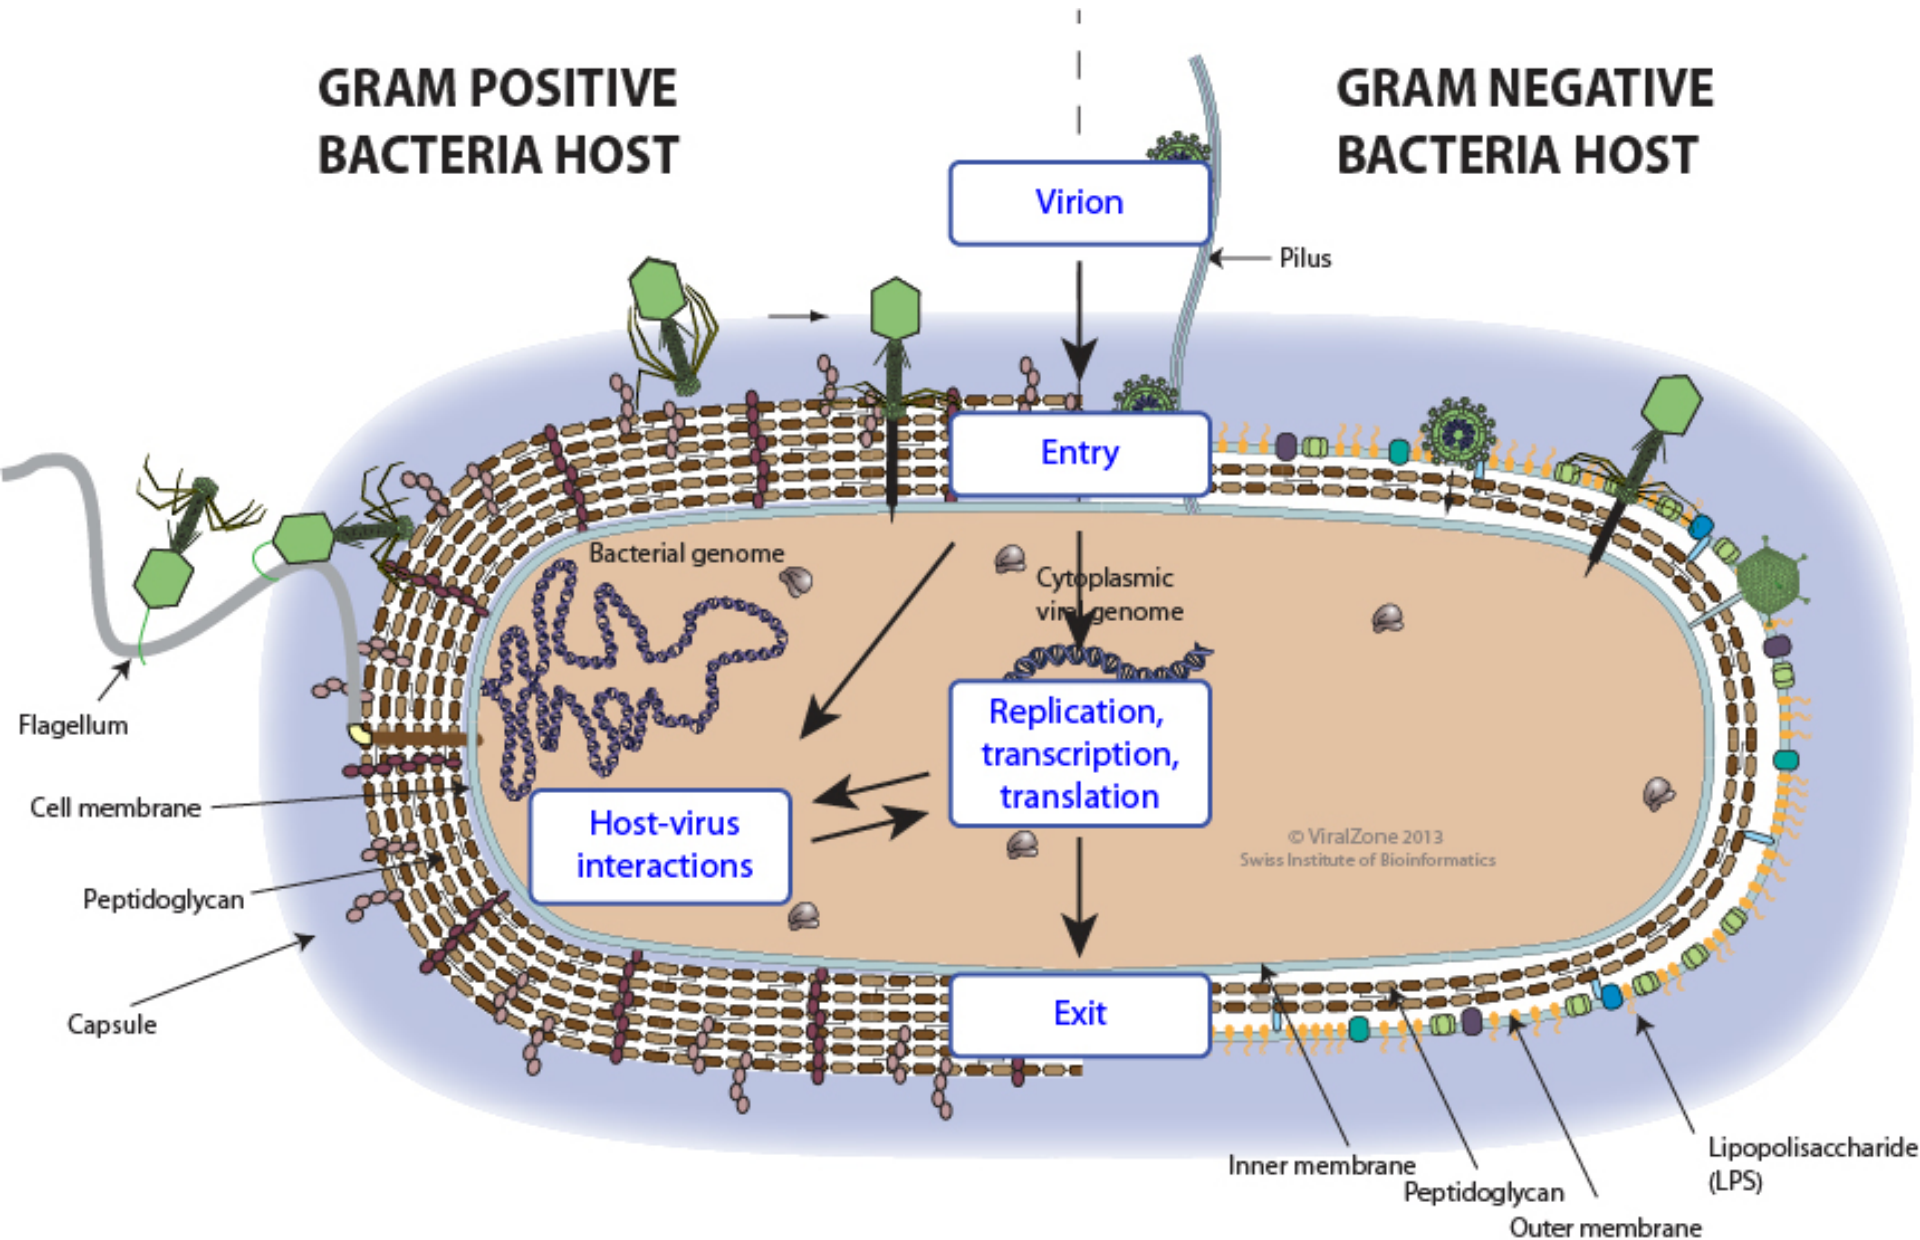 GRAM POSITIVE
BACTERIA HOST
GRAM NEGATIVE
BACTERIA HOST
Virion
Pilus
Entry
Bacterial genome
Cytoplasmic
viral genome
Flagellum
Replication,
transcription,
translation
Cell membrane
Host-virus
interactions
© ViralZone 2013
Swiss Institute of Bioinformatics
Peptidoglycan
Capsule
Exit
Inner membrane
Peptidoglycan
Outer membrane
Lipopolisaccharide
(LPS)